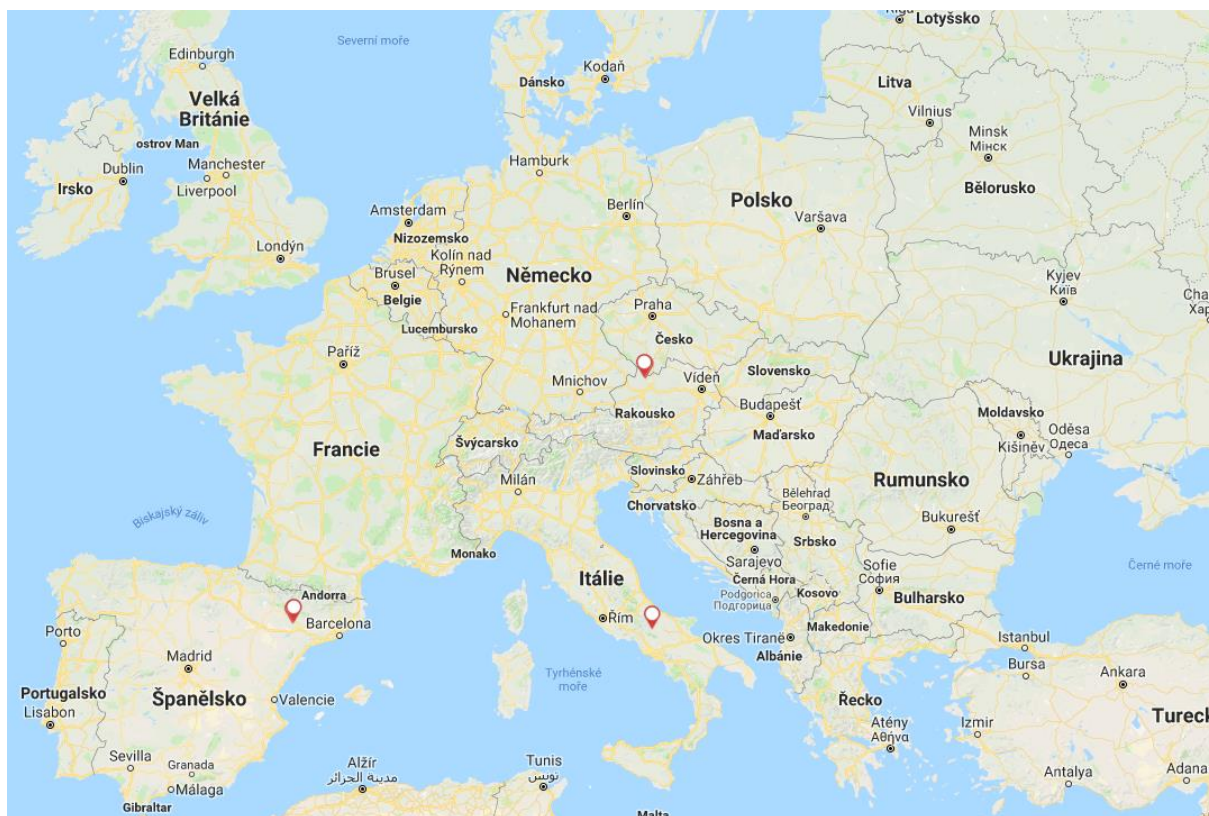 Riga
Lotyšsko
Severní moře
Edinburgh
Kodaň
Dánsko
Litva
Velká
Británie
Vilnius
Minsk
Мінск
ostrov Man
Hamburk
Dublin
Manchester
Irsko
Liverpool
Bělorusko
Berlín
Polsko
Amsterdam
Varšava
Nizozemsko
Londýn
Kolín nad
Rýnem
Brusel
Německo
Kyjev
Київ
Belgie
Praha
Frankfurt nad
Mohanem
Lucembursko
Česko
Paříž
Ukrajina
Slovensko
Mnichov
Vídeň
Rakousko
Budapešť
Moldavsko
Maďarsko
Oděsa
Одеса
Kišiněv
Švýcarsko
Francie
Slovinsko
Milán
Záhřeb
Rumunsko
Bělehrad
Београд
Chorvatsko
Biskajský záliv
Bosna a
Hercegovina
Bukurešť
Srbsko
Monako
Sarajevo
Sofie
София
Černé moře
Itálie
Černá Hora
Kosovo
Andorra
Podgorica
Подгорица
Bulharsko
Řím
Barcelona
Makedonie
Porto
Okres Tiranë
Istanbul
Albánie
Bursa
Ankara
Madrid
Tyrhénské
moře
Portugalsko
Španělsko
Valencie
Řecko
Lisabon
Tureck
Atény
Αθήνα
Izmir
Sevilla
Granada
Alžír
مدينة الجزائر
Tunis
تونس
Antalya
Adana
Málaga
Gibraltar
Malta